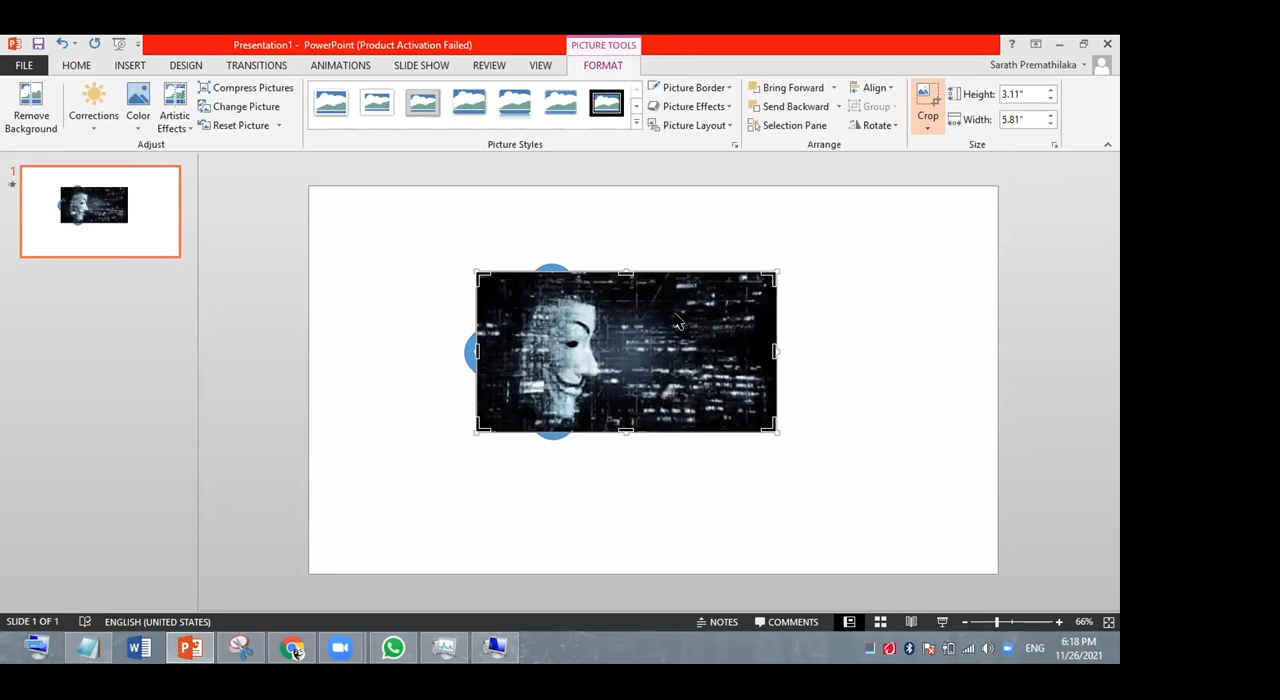 Presentation1 - PowerPoint (Product Activation Failed)
PICTURE TOOLS
?
FILE HOME INSERT DESIGN TRANSITIONS ANIMATIONS SLIDE SHOW REVIEW VIEW FORMAT Sarath Premathilaka
Remove Background
Corrections
Color
Artistic Effects
Compress Pictures
Change Picture
Reset Picture
Picture Border
Picture Effects
Picture Layout
Bring Forward
Send Backward
Selection Pane
Align
Group
Rotate
Crop
Height: 3.11"
Width: 5.81"
Adjust Picture Styles Arrange Size
1
SLIDE 1 OF 1 ENGLISH (UNITED STATES) NOTES COMMENTS 66%
ENG
6:18 PM
11/26/2021